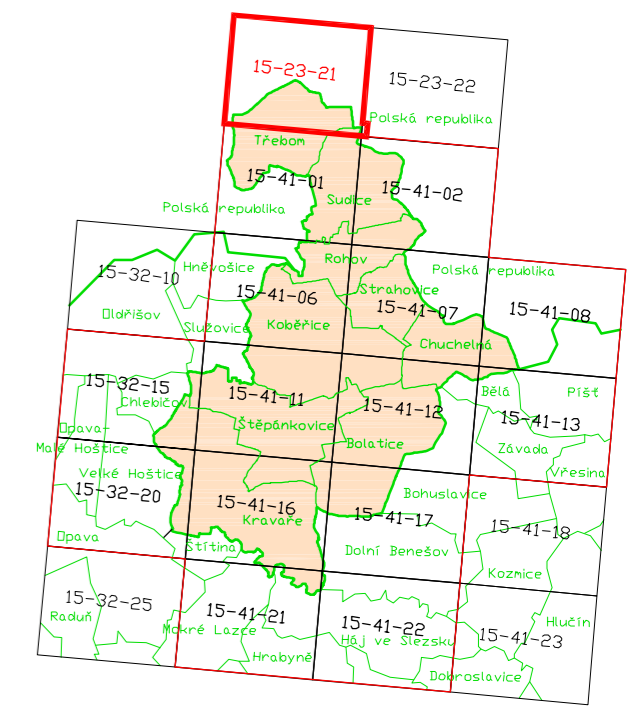 15-23-21
15-23-22
Polská republika
Třebom
15-41-01
15-41-02
Sudice
Polská republika
Rohov
Hněvošice
15-32-10
Polská republika
Strahovice
15-41-06
15-41-07
15-41-08
Oldřišov
Služovice
Kobeřice
Chuchelná
15-32-15
Chlebičov
15-41-11
15-41-12
Bělá
Píšť
15-41-13
Opava-
Malé Hoštice
Štěpánkovice
Bolatice
Závada
Velké Hoštice
Vřesina
15-32-20
15-41-16
Bohuslavice
Kravaře
15-41-17
15-41-18
Opava
Štítina
Dolní Benešov
Kozmice
15-32-25
15-41-21
15-41-22
15-41-23
Raduň
Mokré Lazce
Háj ve Slezsku
Hlučín
Hrabyně
Dobroslavice